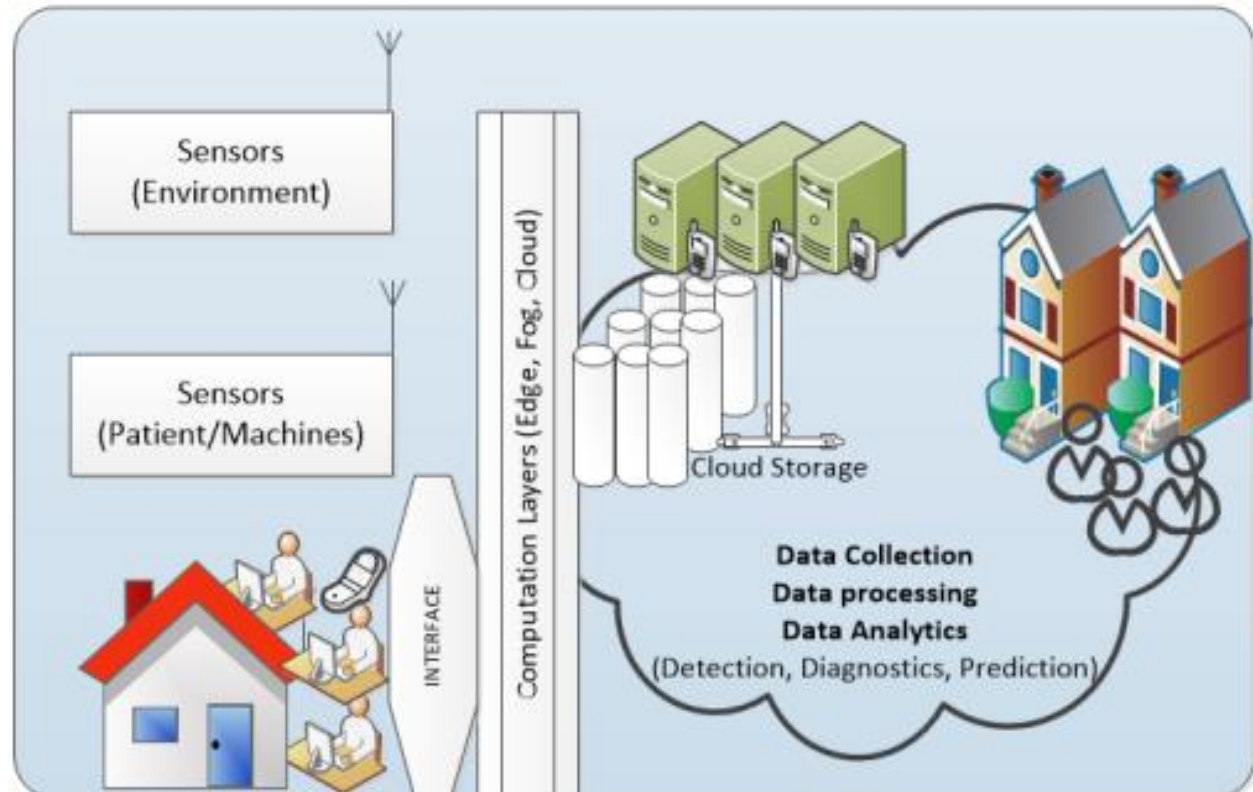 Sensors
(Environment)
Sensors
(Patient/Machines)
INTERFACE
Computation Layers (Edge, Fog, Cloud)
Cloud Storage
Data Collection
Data processing
Data Analytics
(Detection, Diagnostics, Prediction)